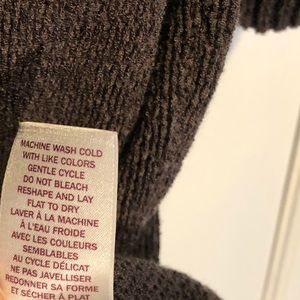 MACHINE WASH COLD
WITH LIKE COLORS
GENTLE CYCLE
DO NOT BLEACH
RESHAPE AND LAY
FLAT TO DRY
LAVER À LA MACHINE
À L'EAU FROIDE
AVEC LES COULEURS
SEMBLABLES
AU CYCLE DÉLICAT
NE PAS JAVELLISER
REDONNER SA FORME
ET SÉCHER À PLAT